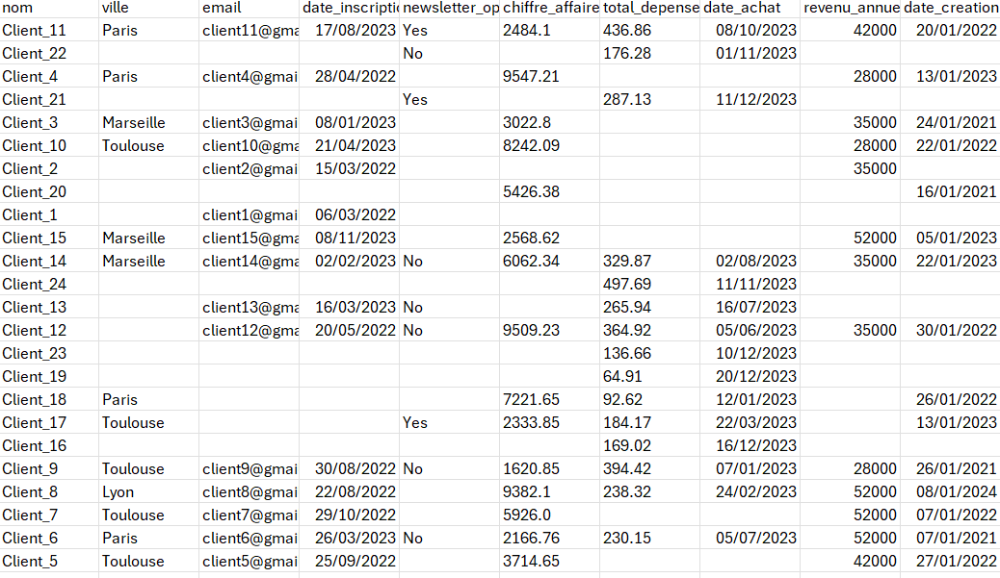 nom ville email date_inscripti newsletter_op chiffre_affaire total_depense date_achat revenu_annue date_creation
Client_11 Paris client11@gma 17/08/2023 Yes 2484.1 436.86 08/10/2023 42000 20/01/2022
Client_22 No 176.28 01/11/2023
Client_4 Paris client4@gmai 28/04/2022 9547.21 28000 13/01/2023
Client_21 Yes 287.13 11/12/2023
Client_3 Marseille client3@gmai 08/01/2023 3022.8 35000 24/01/2021
Client_10 Toulouse client10@gma 21/04/2023 8242.09 28000 22/01/2022
Client_2 client2@gmai 15/03/2022 35000
Client_20 5426.38 16/01/2021
Client_1 client1@gma 06/03/2022
Client_15 Marseille client15@gma 08/11/2023 2568.62 52000 05/01/2023
Client_14 Marseille client14@gma 02/02/2023 No 6062.34 329.87 02/08/2023 35000 22/01/2023
Client_24 497.69 11/11/2023
Client_13 client13@gma 16/03/2023 No 265.94 16/07/2023
Client_12 client12@gma 20/05/2022 No 9509.23 364.92 05/06/2023 35000 30/01/2022
Client_23 136.66 10/12/2023
Client_19 64.91 20/12/2023
Client_18 Paris 7221.65 92.62 12/01/2023 26/01/2022
Client_17 Toulouse Yes 2333.85 184.17 22/03/2023 13/01/2023
Client_16 169.02 16/12/2023
Client_9 Toulouse client9@gmai 30/08/2022 No 1620.85 394.42 07/01/2023 28000 26/01/2021
Client_8 Lyon client8@gmai 22/08/2022 9382.1 238.32 24/02/2023 52000 08/01/2024
Client_7 Toulouse client7@gmai 29/10/2022 5926.0 52000 07/01/2022
Client_6 Paris client6@gmai 26/03/2023 No 2166.76 230.15 05/07/2023 52000 07/01/2021
Client_5 Toulouse client5@gmai 25/09/2022 3714.65 42000 27/01/2022